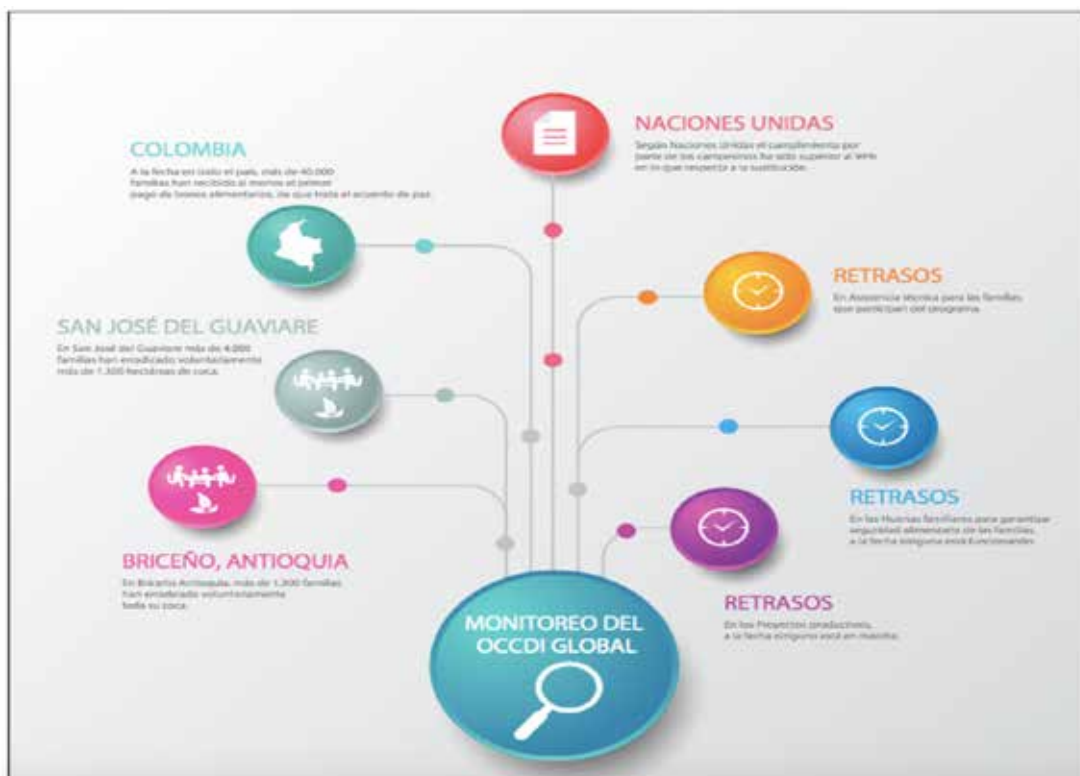 NACIONES UNIDAS
Según Naciones Unidas el cumplimiento por
parte de los campesinos ha sido superior al
en lo que respecta a la sustitución.
COLOMBIA
A la fecha en todo el país, más de 40.000
familias han recibido al menos el primer
pago de bonos alimentarios, de que trata el acuerdo de paz.
RETRASOS
En Asistencia técnica para las familias
que participan del programa.
SAN JOSÉ DEL GUAVIARE
En San José del Guaviare más de 4.000
familias han erradicado voluntariamente
más de 1.300 hectáreas de coca.
RETRASOS
En las Huertas familiares para garantizar
seguridad alimentaria de las familias,
a la fecha ninguna está funcionando.
BRICEÑO, ANTIOQUIA
En Briceño Antioquia, más de familias
han erradicado voluntariamente
toda su coca.
RETRASOS
En los Proyectos productivos,
a la fecha ninguno está en marcha.
MONITOREO DEL
OCCDI GLOBAL